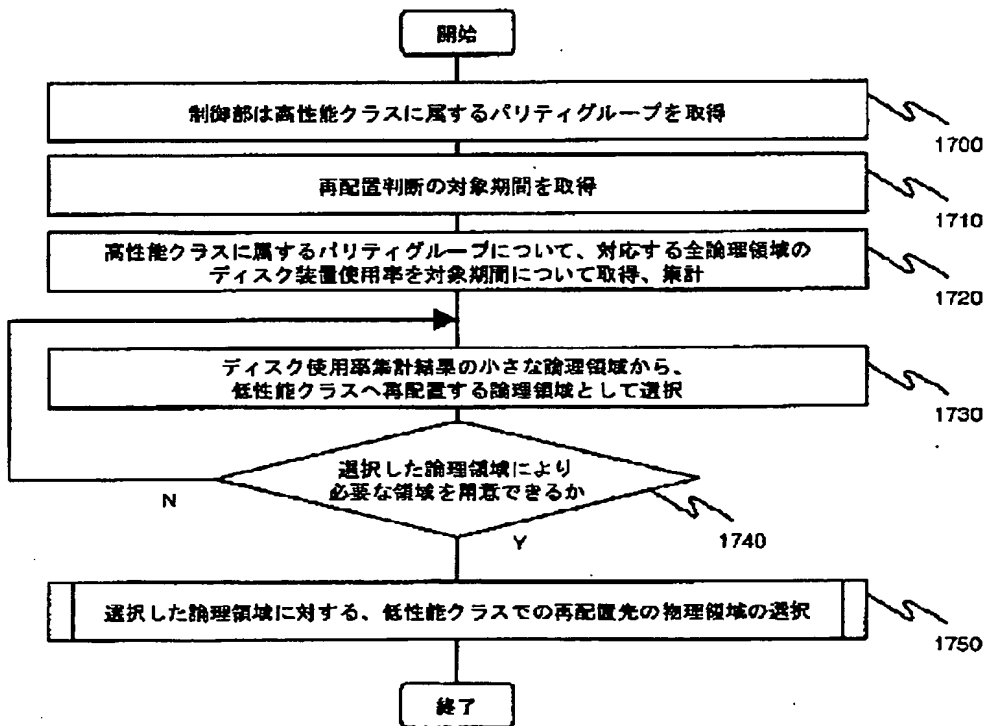 開始
制御部は高性能クラスに属するパリティグループを取得
1700
再配置判断の対象期間を取得
1710
高性能クラスに属するパリティグループについて、対応する全論理領域の
ディスク装置使用率を対象期間について取得、集計
1720
ディスク使用率集計結果の小さな論理領域から、
低性能クラスへ再配置する論理領域として選択
1730
選択した論理領域により
必要な領域を用意できるか
N
Y
1740
選択した論理領域に対する、低性能クラスでの再配置先の物理領域の選択
1750
終了